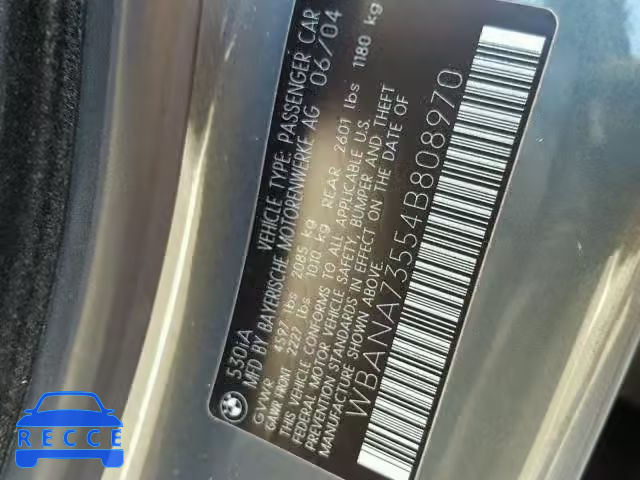 530iA
VEHICLE TYPE: PASSENGER CAR
MFD BY BAYERISCHE MOTORENWERKE AG 06/04
GVWR 4597 lbs 2085 kg
GAWR FRONT 2227 lbs 1010 kg REAR 2601 lbs 1180 kg
THIS VEHICLE CONFORMS TO ALL APPLICABLE U.S.
FEDERAL MOTOR VEHICLE SAFETY, BUMPER AND THEFT
PREVENTION STANDARDS IN EFFECT ON THE DATE OF
MANUFACTURE SHOWN ABOVE.
WBANA73554B808970
RECCE